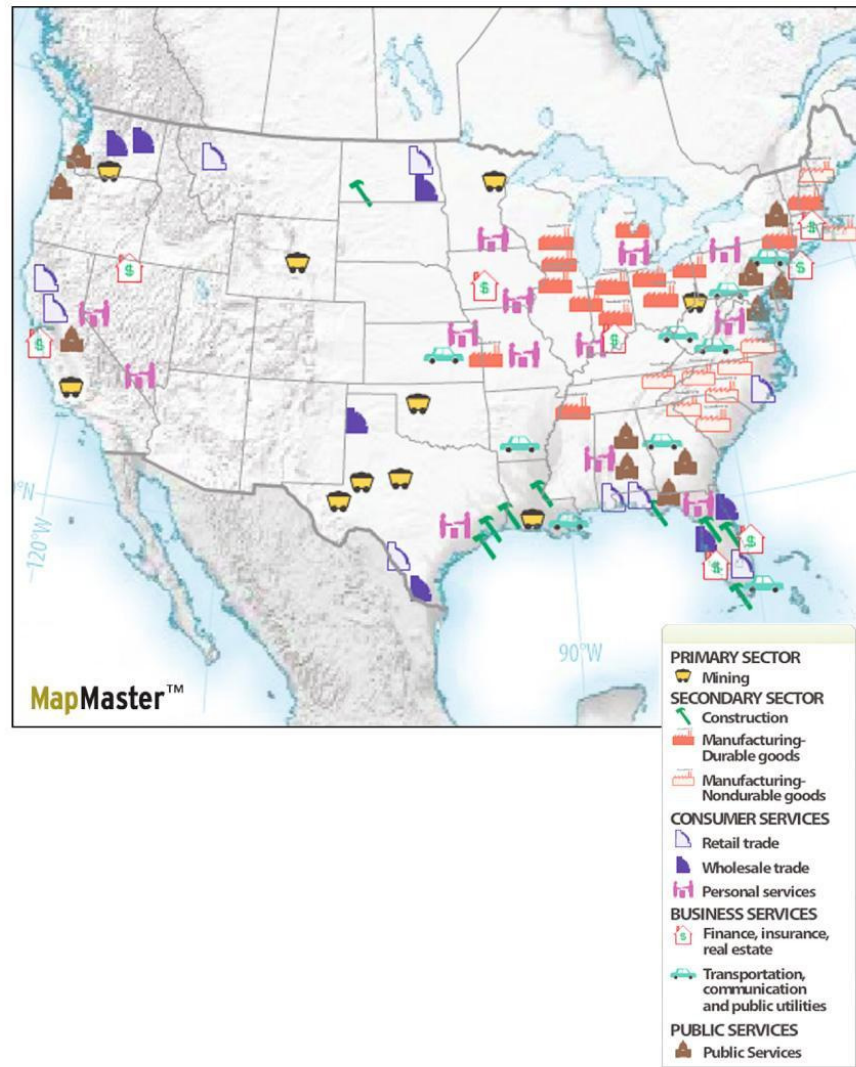 0°N
120°W
90°W
MapMaster™
PRIMARY SECTOR
Mining
SECONDARY SECTOR
Construction
Manufacturing-
Durable goods
Manufacturing-
Nondurable goods
CONSUMER SERVICES
Retail trade
Wholesale trade
Personal services
BUSINESS SERVICES
Finance, insurance,
real estate
Transportation,
communication
and public utilities
PUBLIC SERVICES
Public Services